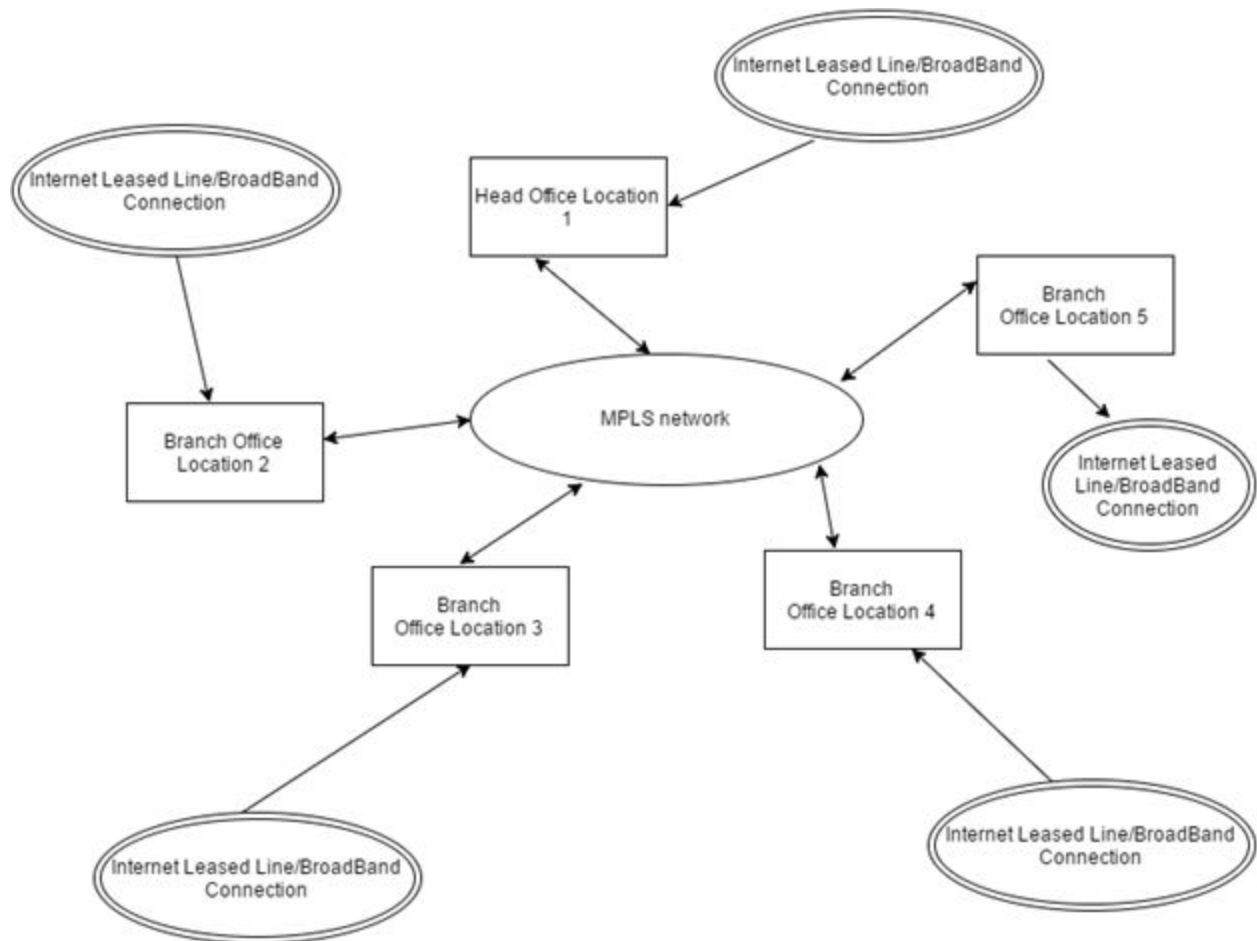 Internet Leased Line/BroadBand
Connection
Internet Leased Line/BroadBand
Connection
Head Office Location
1
Branch
Office Location 5
MPLS network
Branch Office
Location 2
Internet Leased
Line/BroadBand
Connection
Branch
Office Location 3
Branch
Office Location 4
Internet Leased Line/BroadBand
Connection
Internet Leased Line/BroadBand
Connection